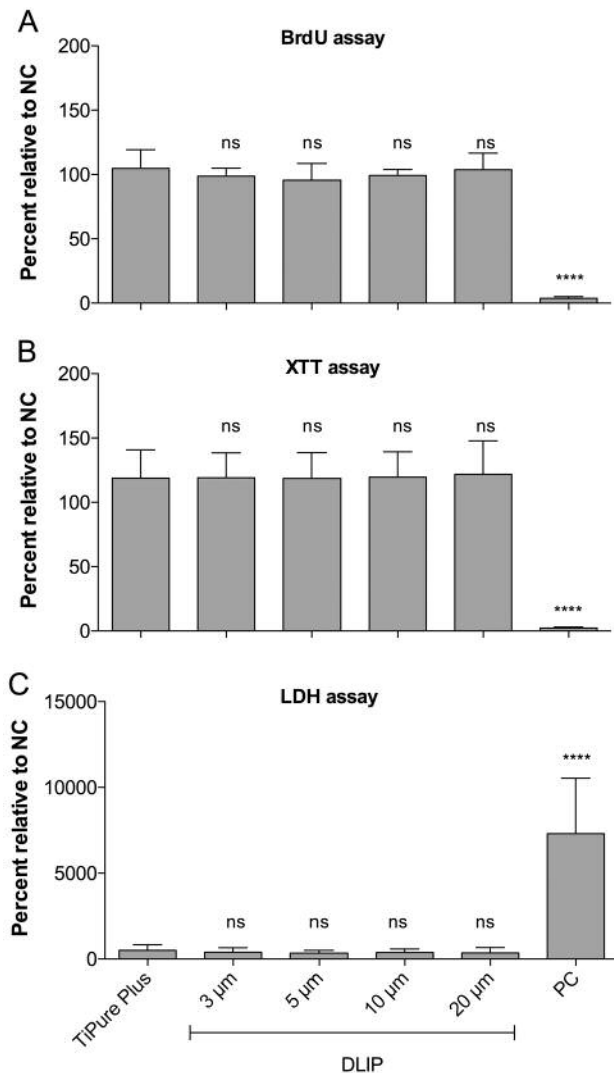 A
BrdU assay
Percent relative to NC
200
150
100
50
0
ns
ns
ns
ns
****
B
XTT assay
Percent relative to NC
200
150
100
50
0
ns
ns
ns
ns
****
C
LDH assay
Percent relative to NC
15000
10000
5000
0
ns
ns
ns
ns
****
TiPure Plus
3 µm
5 µm
10 µm
20 µm
PC
DLIP